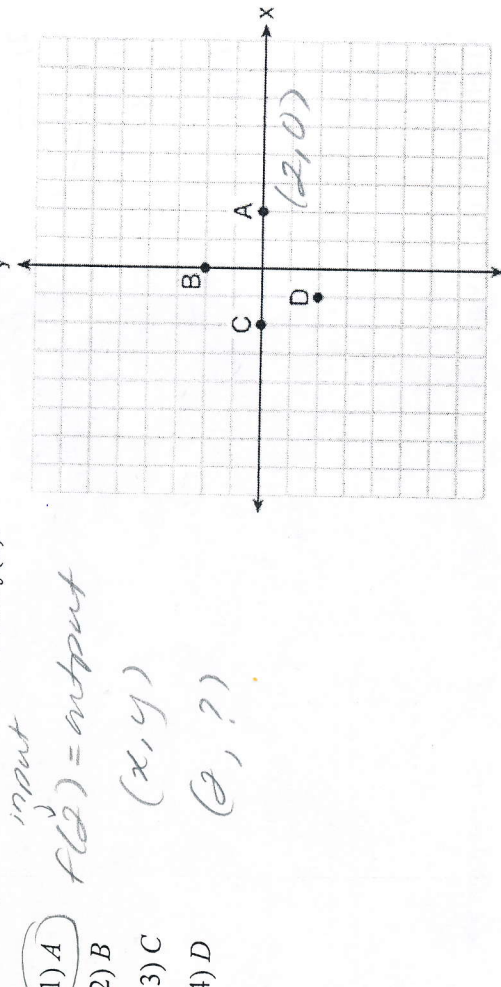 input
1) A f(2) = output
2) B
(x, y)
3) C
(2, ?)
4) D
y
B
C
A
x
D
(2, 0)